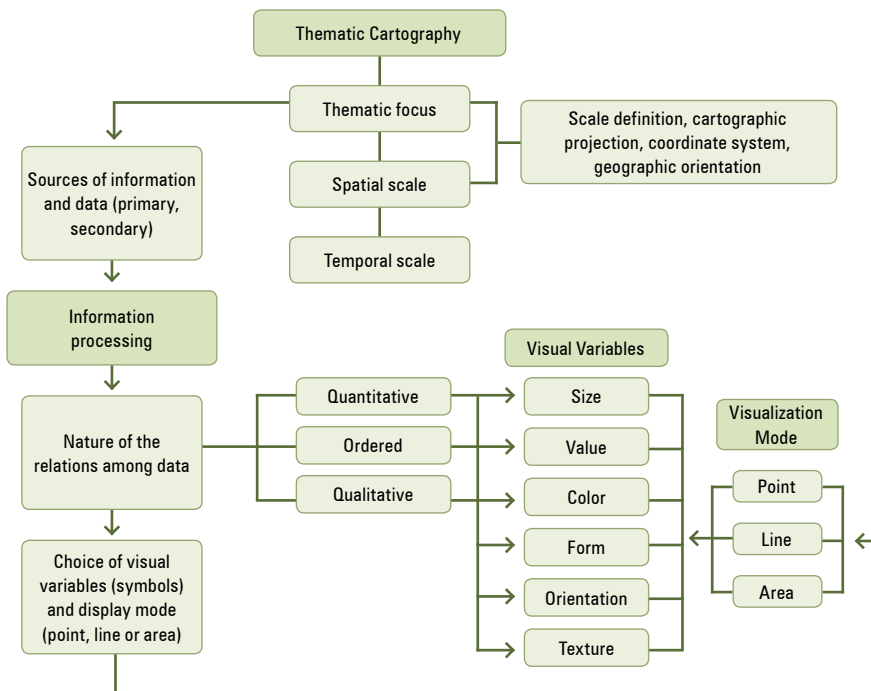 Thematic Cartography
Thematic focus
Scale definition, cartographic
projection, coordinate system,
geographic orientation
Sources of information
and data (primary,
secondary)
Spatial scale
Temporal scale
Information
processing
Visual Variables
Nature of the
relations among data
Quantitative
Ordered
Qualitative
Size
Value
Color
Form
Orientation
Texture
Visualization
Mode
Point
Line
Area
Choice of visual
variables (symbols)
and display mode
(point, line or area)